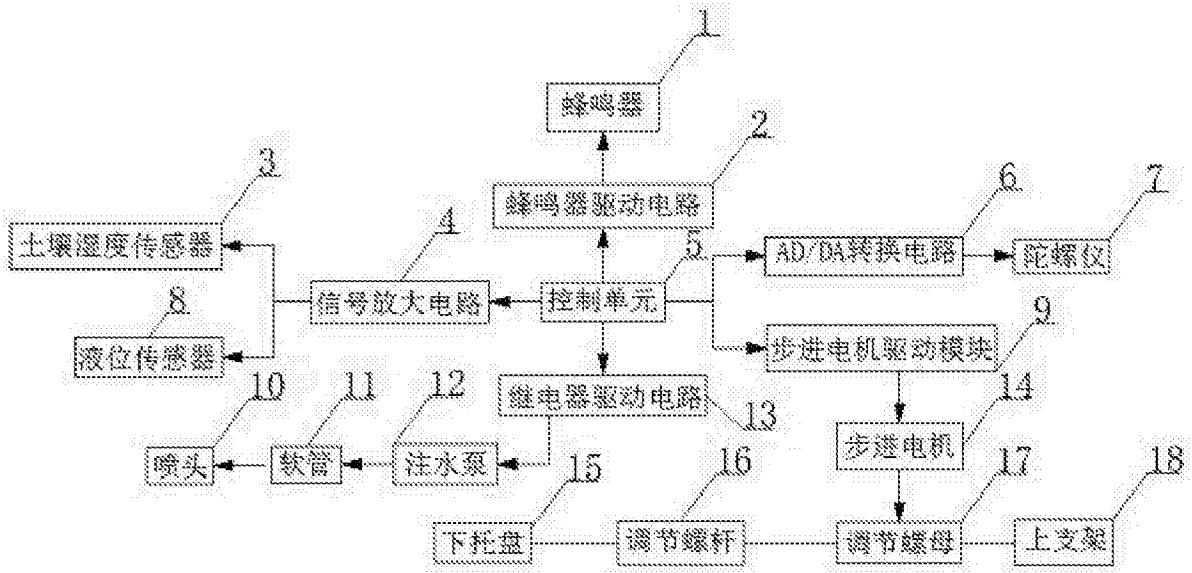 1
蜂鸣器
2
3
6
7
蜂鸣器驱动电路
4
土壤湿度传感器
5
AD/DA转换电路
陀螺仪
8
信号放大电路
控制单元
9
液位传感器
步进电机驱动模块
10
11
12
继电器驱动电路
13
14
喷头
软管
注水泵
步进电机
15
16
17
18
下托盘
调节螺杆
调节螺母
上支架